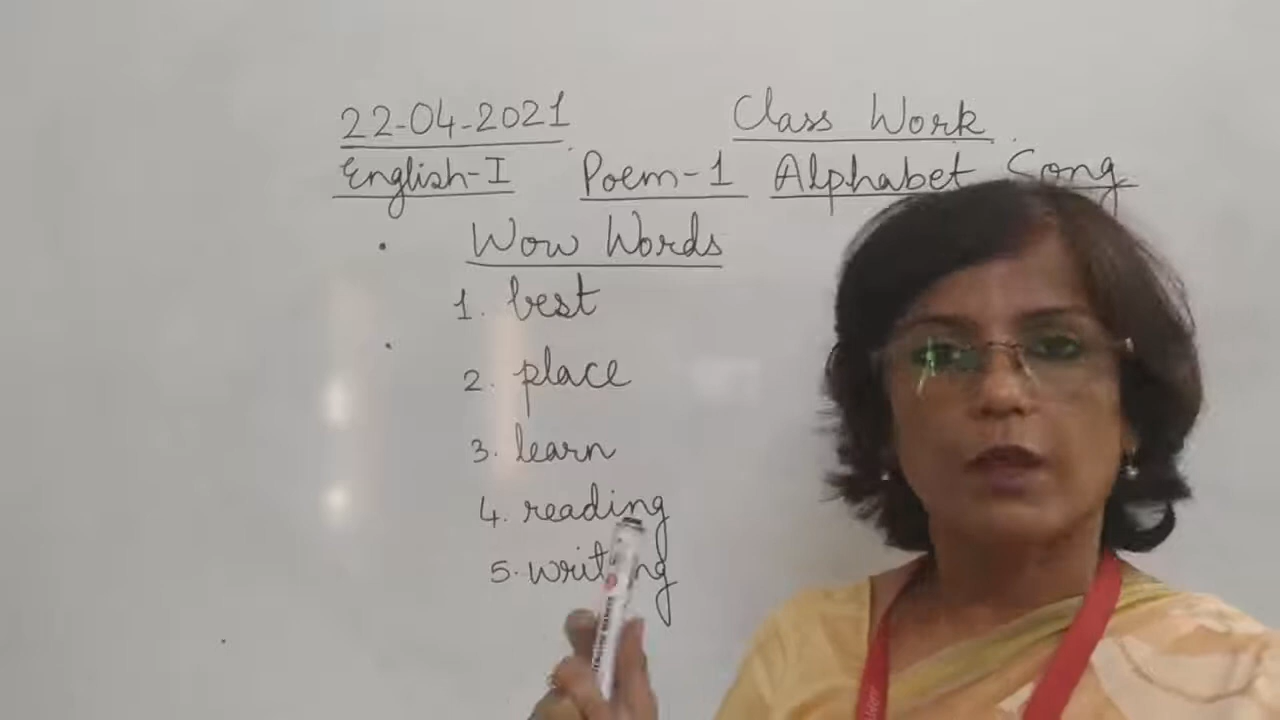 22-04-2021 Class Work
English-I Poem-1 Alphabet Song
Wow Words
1. best
2. place
3. learn
4. reading
5. writing